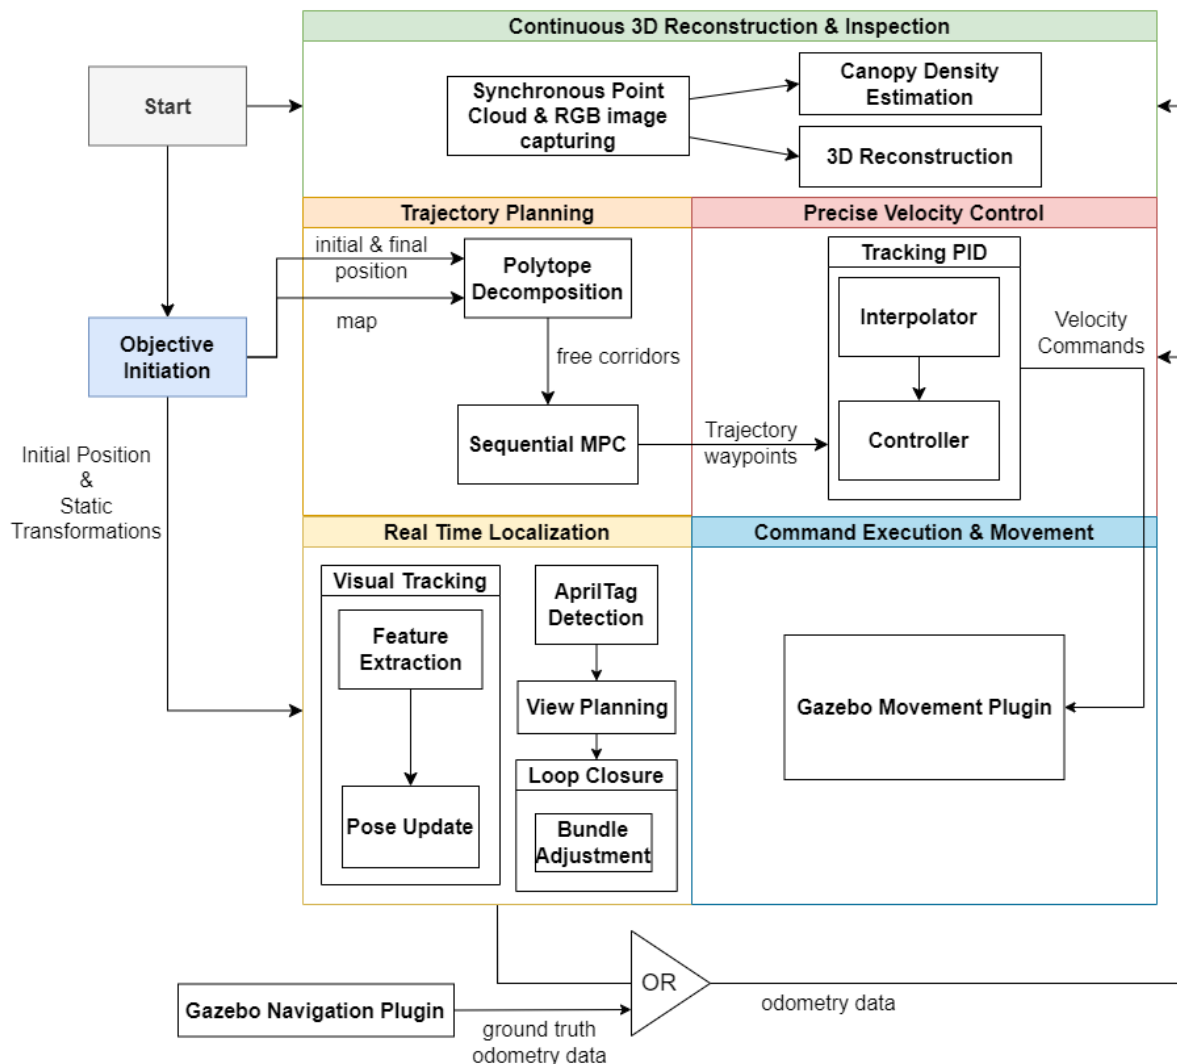 Continuous 3D Reconstruction & Inspection
Start
Synchronous Point
Cloud & RGB image
capturing
Canopy Density
Estimation
3D Reconstruction
Trajectory Planning
Precise Velocity Control
initial & final
position
map
Polytope
Decomposition
free corridors
Sequential MPC
Trajectory
waypoints
Tracking PID
Interpolator
Controller
Velocity
Commands
Objective
Initiation
Initial Position
&
Static
Transformations
Real Time Localization
Command Execution & Movement
Visual Tracking
Feature
Extraction
Pose Update
AprilTag
Detection
View Planning
Loop Closure
Bundle
Adjustment
Gazebo Movement Plugin
Gazebo Navigation Plugin
ground truth
odometry data
OR
odometry data